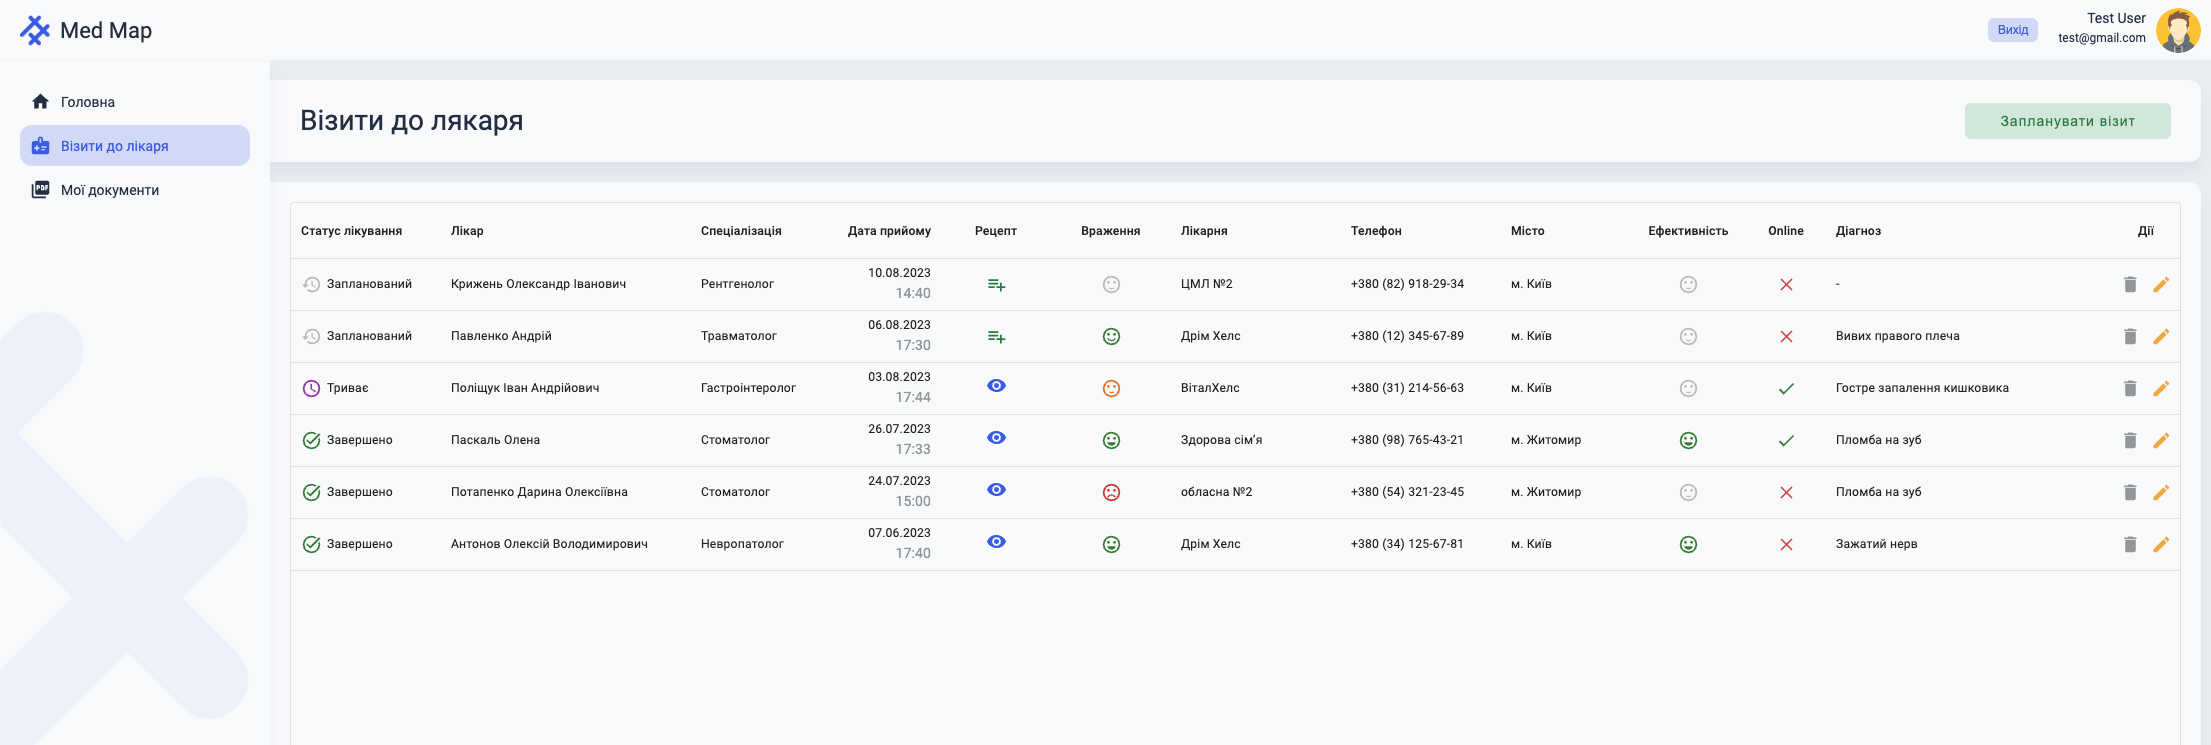 Med Map
Вихід
Test User
test@gmail.com
Головна
Візити до лікаря
Мої документи
Візити до лякаря
Запланувати візит
Статус лікування Лікар Спеціалізація Дата прийому Рецепт Враження Лікарня Телефон Місто Ефективність Online Діагноз Дії
Запланований Крижень Олександр Іванович Рентгенолог 10.08.2023 14:40 ЦМЛ №2 +380 (82) 918-29-34 м. Київ -
Запланований Павленко Андрій Травматолог 06.08.2023 17:30 Дрім Хелс +380 (12) 345-67-89 м. Київ Вивих правого плеча
Триває Поліщук Іван Андрійович Гастроінтеролог 03.08.2023 17:44 ВіталХелс +380 (31) 214-56-63 м. Київ Гостре запалення кишковика
Завершено Паскаль Олена Стоматолог 26.07.2023 17:33 Здорова сім'я +380 (98) 765-43-21 м. Житомир Пломба на зуб
Завершено Потапенко Дарина Олексіївна Стоматолог 24.07.2023 15:00 обласна №2 +380 (54) 321-23-45 м. Житомир Пломба на зуб
Завершено Антонов Олексій Володимирович Невропатолог 07.06.2023 17:40 Дрім Хелс +380 (34) 125-67-81 м. Київ Зажатий нерв